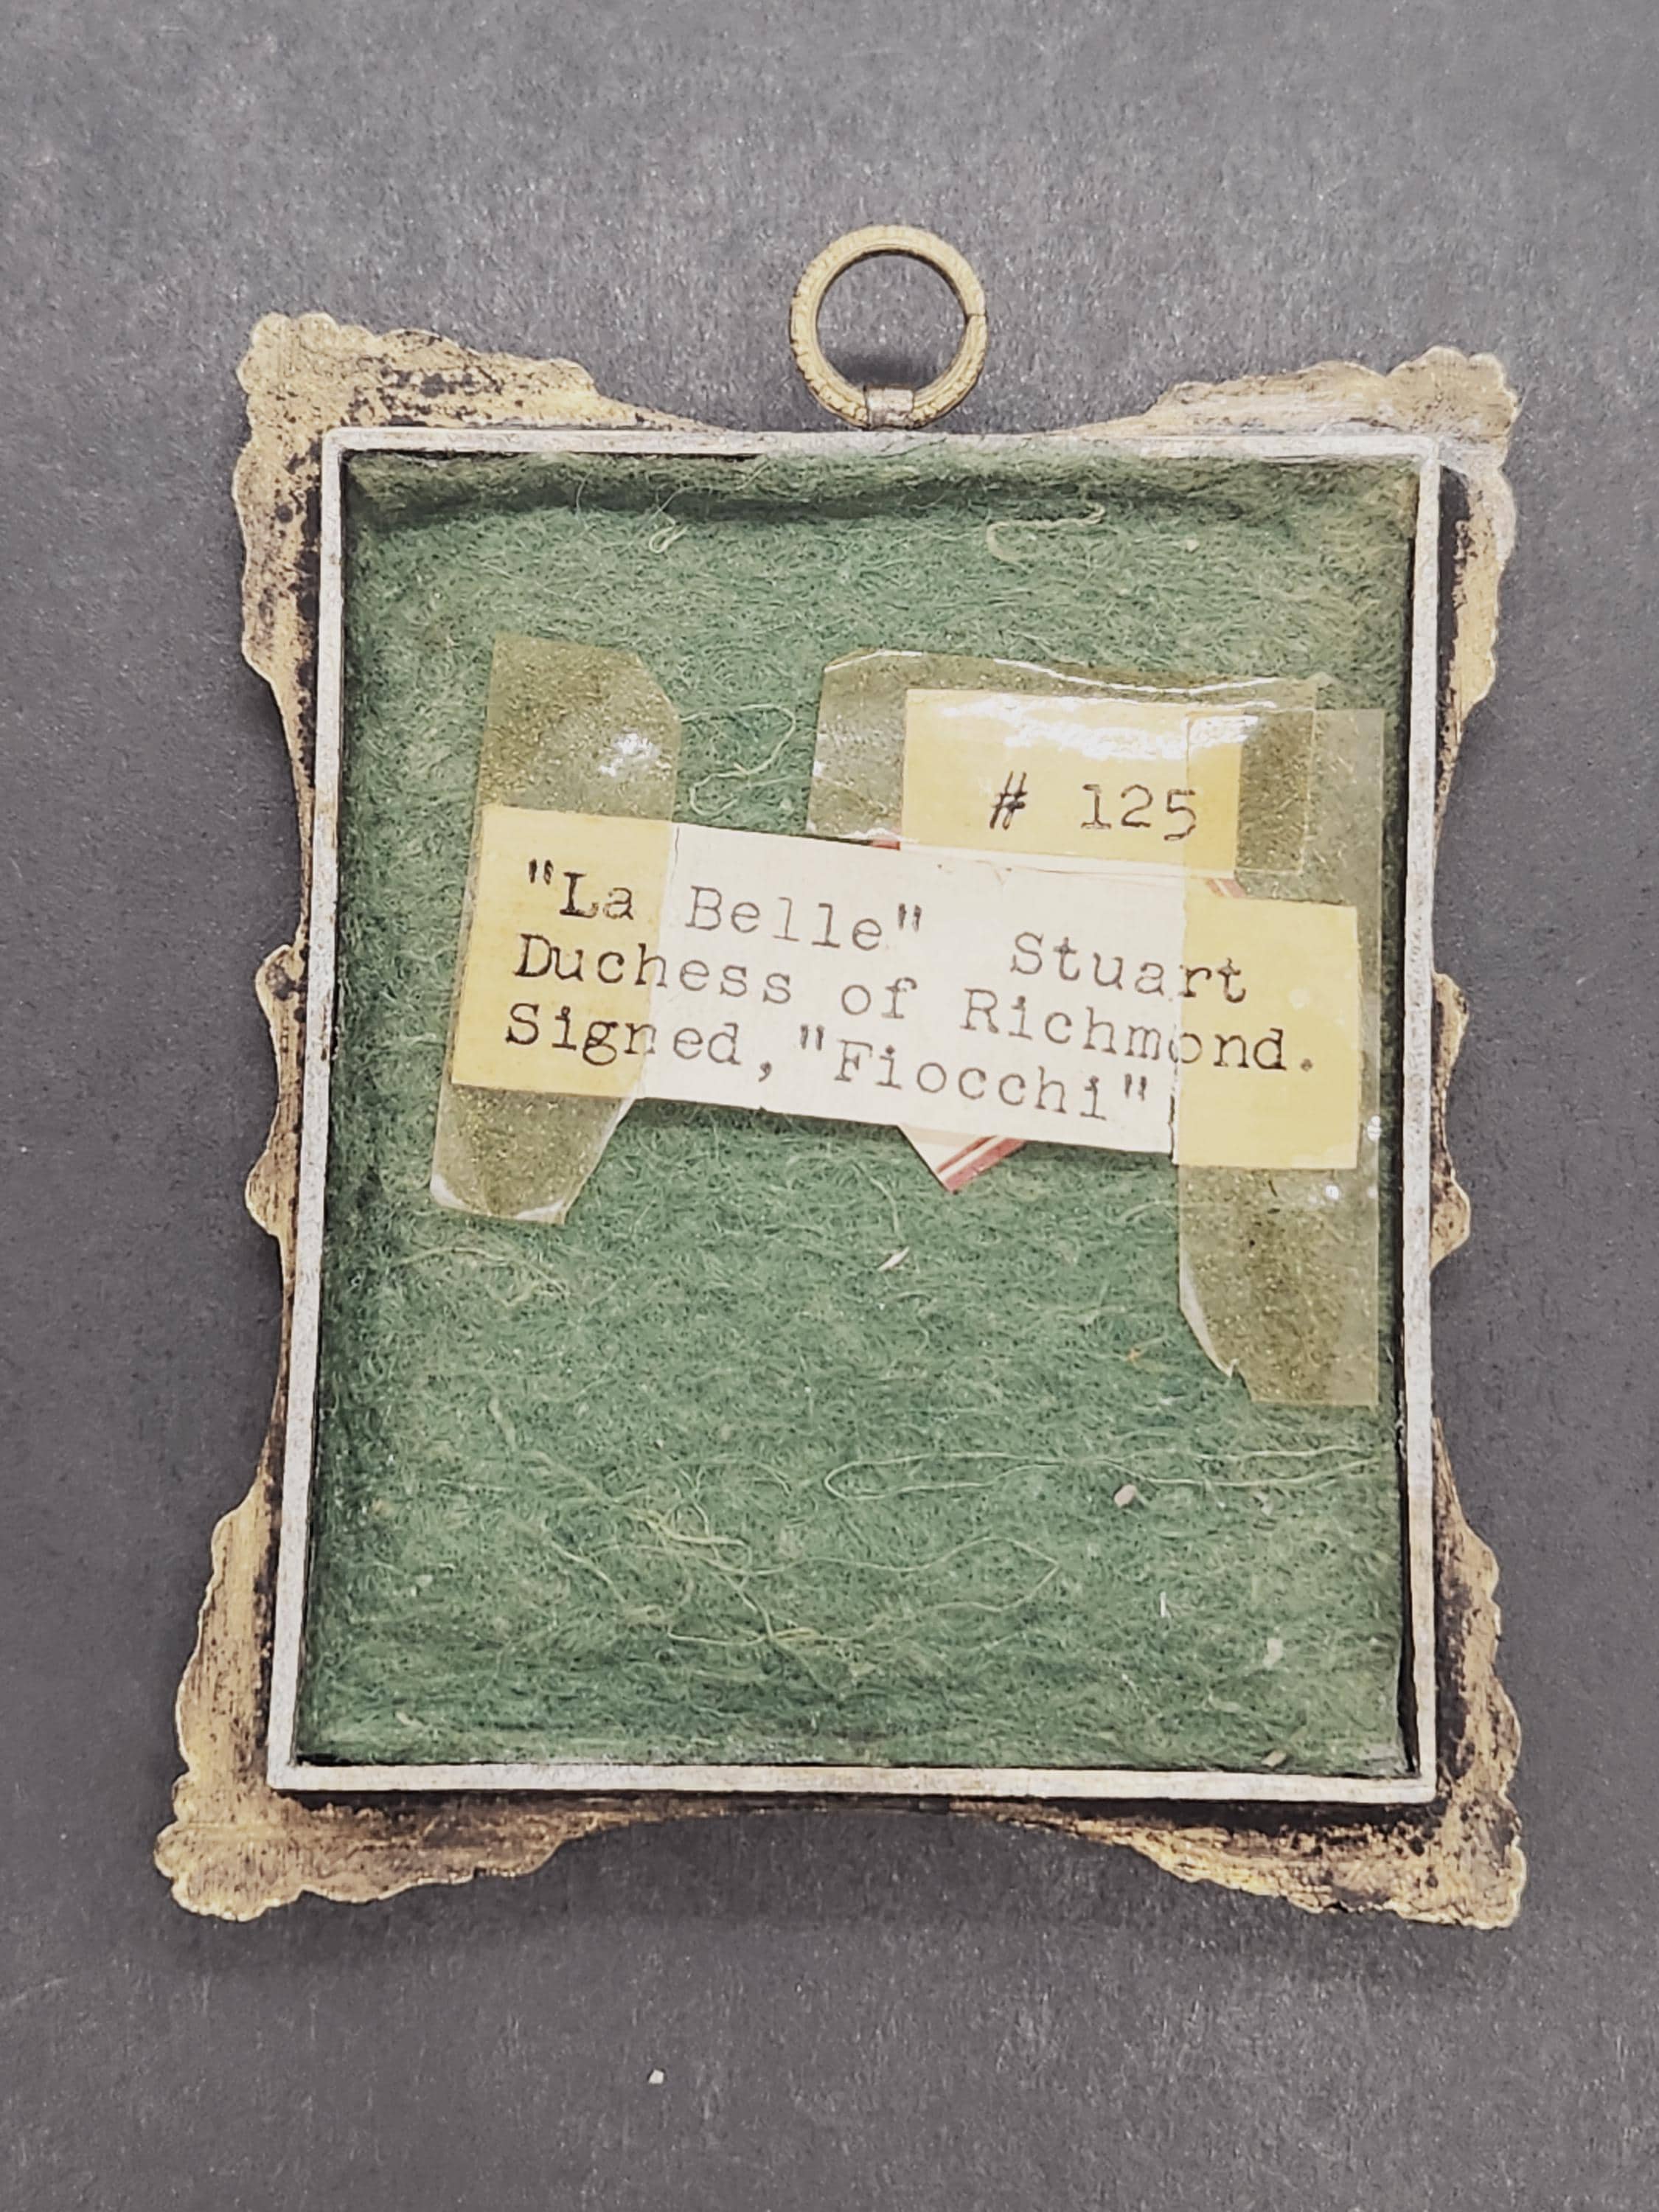 # 125
"La Belle" Stuart
Duchess of Richmond.
Signed, "Fiocchi"